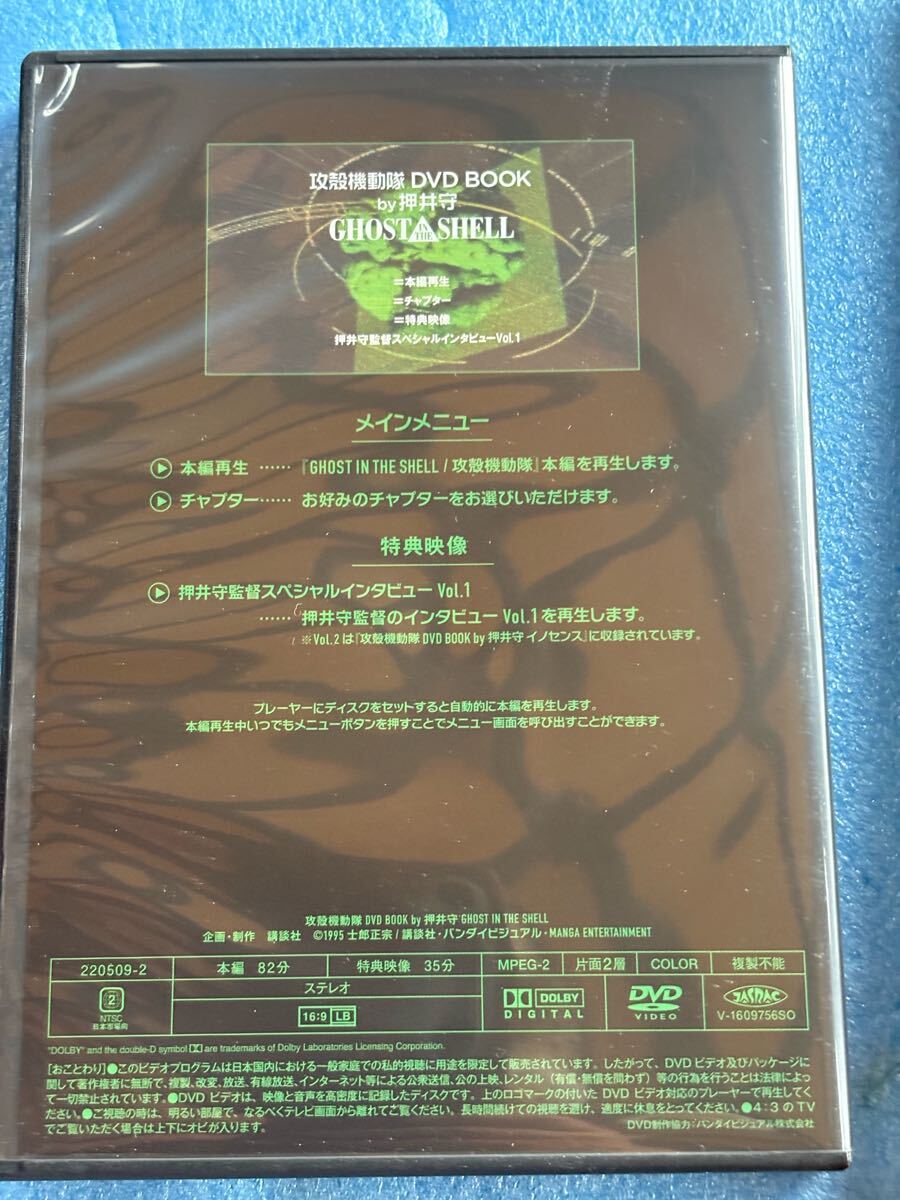 攻殻機動隊 DVD BOOK
by 押井守
GHOST IN THE SHELL
=本編再生
=チャプター
=特典映像
押井守監督スペシャルインタビューVol.1
メインメニュー
本編再生 …… 『GHOST IN THE SHELL / 攻殻機動隊』本編を再生します。
チャプター…… お好みのチャプターをお選びいただけます。
特典映像
押井守監督スペシャルインタビュー Vol.1
…… 押井守監督のインタビュー Vol.1 を再生します。
※Vol.2 は『攻殻機動隊 DVD BOOK by 押井守 イノセンス』に収録されています。
プレーヤーにディスクをセットすると自動的に本編を再生します。
本編再生中いつでもメニューボタンを押すことでメニュー画面を呼び出すことができます。
攻殻機動隊 DVD BOOK by 押井守 GHOST IN THE SHELL
企画・制作 講談社 ©1995 士郎正宗 / 講談社・バンダイビジュアル・MANGA ENTERTAINMENT
220509-2 本編 82分 特典映像 35分 MPEG-2 片面2層 COLOR 複製不能
2 NTSC 日本市場向
ステレオ
16:9 LB
DOLBY DIGITAL
DVD VIDEO
JASRAC V-1609756SO
"DOLBY" and the double-D symbol are trademarks of Dolby Laboratories Licensing Corporation.
[おことわり]●このビデオプログラムは日本国内における一般家庭での私的視聴に用途を限定して販売されています。したがって、DVD ビデオ及びパッケージに
関して著作権者に無断で、複製、改変、放送、有線放送、インターネット等による公衆送信、公の上映、レンタル（有償・無償を問わず）等の行為を行うことは法律によっ
て一切禁止されています。●DVD ビデオは、映像と音声を高密度に記録したディスクです。上のロゴマークの付いた DVD ビデオ対応のプレーヤーで再生してく
ださい。●ご視聴の時は、明るい部屋で、なるべくテレビ画面から離れてご覧ください。長時間続けての視聴を避け、適度に休息をとってください。●4:3 のTV
でご覧いただく場合は上下にオビが入ります。
DVD制作協力：バンダイビジュアル株式会社